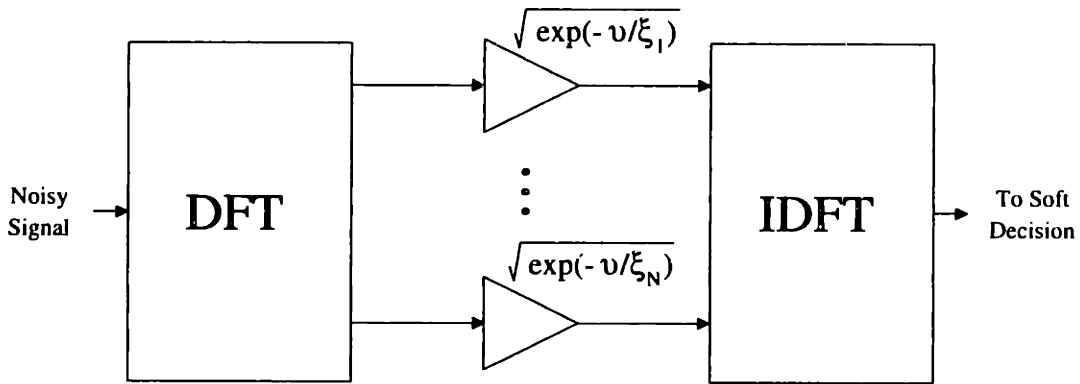 √exp(-υ/ξ₁)
Noisy
Signal
DFT
IDFT
To Soft
Decision
√exp(-υ/ξ_N)